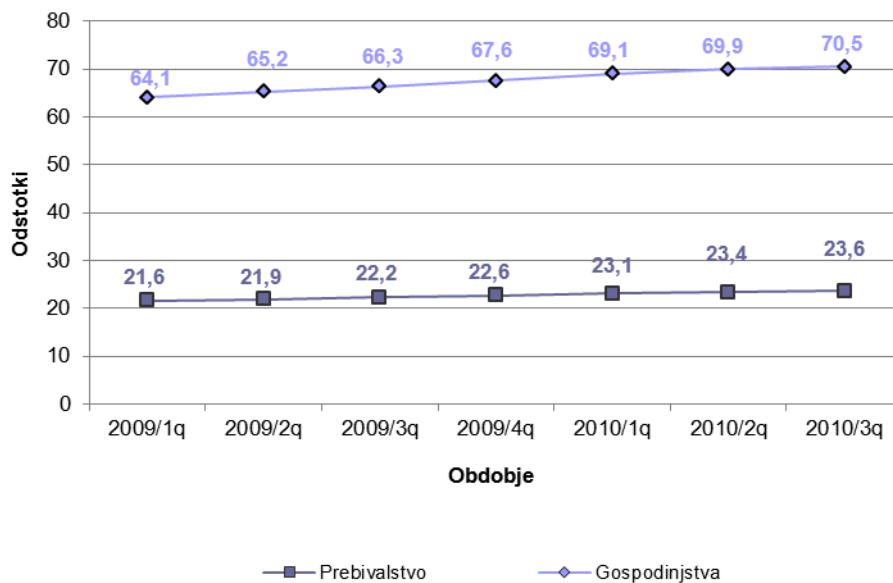 80
70
60
50
40
30
20
10
0
Odstotki
64,1 65,2 66,3 67,6 69,1 69,9 70,5
21,6 21,9 22,2 22,6 23,1 23,4 23,6
2009/1q 2009/2q 2009/3q 2009/4q 2010/1q 2010/2q 2010/3q
Obdobje
Prebivalstvo Gospodinjstva